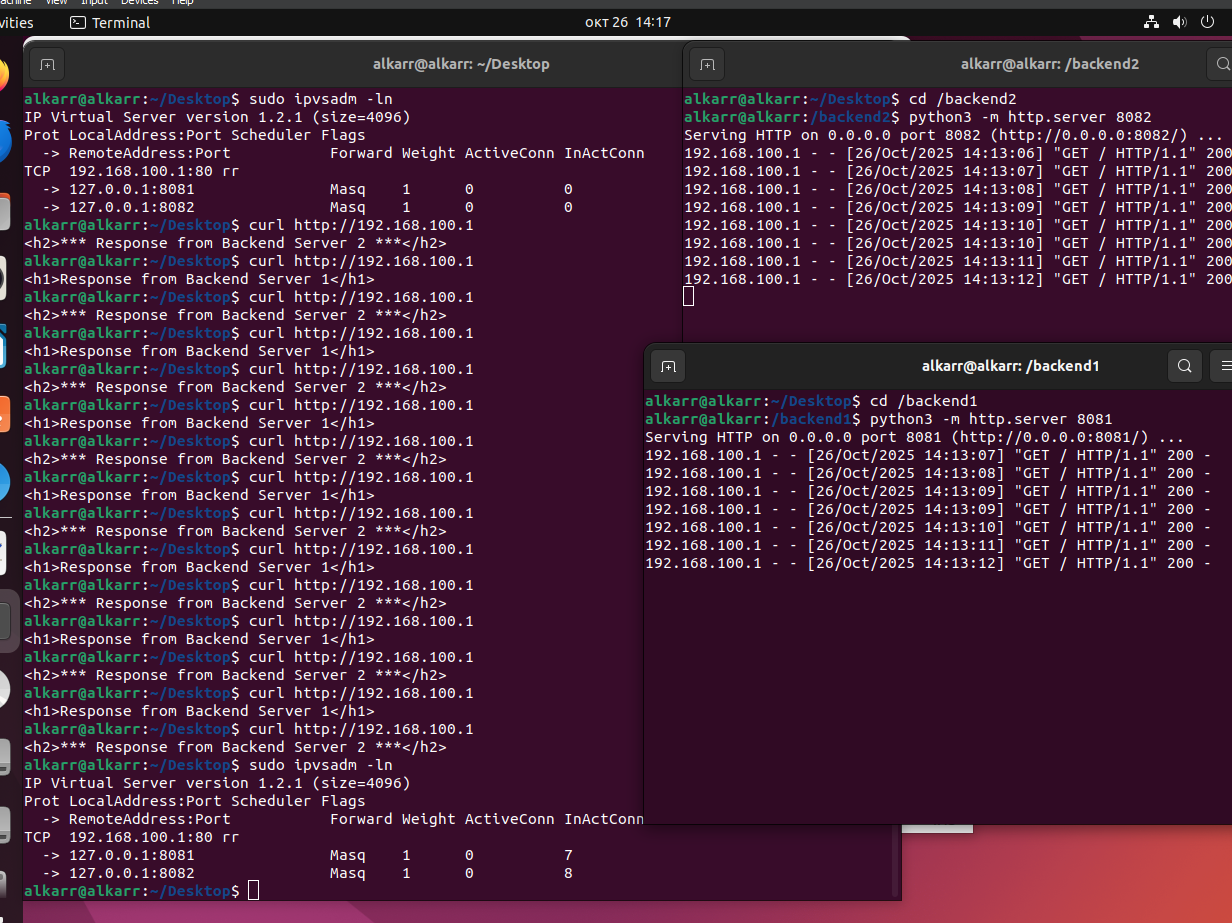 achine View Input Devices Help
vities Terminal окт 26 14:17
alkarr@alkarr: ~/Desktop
alkarr@alkarr:~/Desktop$ sudo ipvsadm -ln
IP Virtual Server version 1.2.1 (size=4096)
Prot LocalAddress:Port Scheduler Flags
  -> RemoteAddress:Port           Forward Weight ActiveConn InActConn
TCP  192.168.100.1:80 rr
  -> 127.0.0.1:8081               Masq    1      0          0
  -> 127.0.0.1:8082               Masq    1      0          0
alkarr@alkarr:~/Desktop$ curl http://192.168.100.1
<h2>*** Response from Backend Server 2 ***</h2>
alkarr@alkarr:~/Desktop$ curl http://192.168.100.1
<h1>Response from Backend Server 1</h1>
alkarr@alkarr:~/Desktop$ curl http://192.168.100.1
<h2>*** Response from Backend Server 2 ***</h2>
alkarr@alkarr:~/Desktop$ curl http://192.168.100.1
<h1>Response from Backend Server 1</h1>
alkarr@alkarr:~/Desktop$ curl http://192.168.100.1
<h2>*** Response from Backend Server 2 ***</h2>
alkarr@alkarr:~/Desktop$ curl http://192.168.100.1
<h1>Response from Backend Server 1</h1>
alkarr@alkarr:~/Desktop$ curl http://192.168.100.1
<h2>*** Response from Backend Server 2 ***</h2>
alkarr@alkarr:~/Desktop$ curl http://192.168.100.1
<h1>Response from Backend Server 1</h1>
alkarr@alkarr:~/Desktop$ curl http://192.168.100.1
<h2>*** Response from Backend Server 2 ***</h2>
alkarr@alkarr:~/Desktop$ curl http://192.168.100.1
<h1>Response from Backend Server 1</h1>
alkarr@alkarr:~/Desktop$ curl http://192.168.100.1
<h2>*** Response from Backend Server 2 ***</h2>
alkarr@alkarr:~/Desktop$ curl http://192.168.100.1
<h1>Response from Backend Server 1</h1>
alkarr@alkarr:~/Desktop$ curl http://192.168.100.1
<h2>*** Response from Backend Server 2 ***</h2>
alkarr@alkarr:~/Desktop$ curl http://192.168.100.1
<h1>Response from Backend Server 1</h1>
alkarr@alkarr:~/Desktop$ curl http://192.168.100.1
<h2>*** Response from Backend Server 2 ***</h2>
alkarr@alkarr:~/Desktop$ sudo ipvsadm -ln
IP Virtual Server version 1.2.1 (size=4096)
Prot LocalAddress:Port Scheduler Flags
  -> RemoteAddress:Port           Forward Weight ActiveConn InActConn
TCP  192.168.100.1:80 rr
  -> 127.0.0.1:8081               Masq    1      0          7
  -> 127.0.0.1:8082               Masq    1      0          8
alkarr@alkarr:~/Desktop$
alkarr@alkarr: /backend2
alkarr@alkarr:~/Desktop$ cd /backend2
alkarr@alkarr:/backend2$ python3 -m http.server 8082
Serving HTTP on 0.0.0.0 port 8082 (http://0.0.0.0:8082/) ...
192.168.100.1 - - [26/Oct/2025 14:13:06] "GET / HTTP/1.1" 200
192.168.100.1 - - [26/Oct/2025 14:13:07] "GET / HTTP/1.1" 200
192.168.100.1 - - [26/Oct/2025 14:13:08] "GET / HTTP/1.1" 200
192.168.100.1 - - [26/Oct/2025 14:13:09] "GET / HTTP/1.1" 200
192.168.100.1 - - [26/Oct/2025 14:13:10] "GET / HTTP/1.1" 200
192.168.100.1 - - [26/Oct/2025 14:13:10] "GET / HTTP/1.1" 200
192.168.100.1 - - [26/Oct/2025 14:13:11] "GET / HTTP/1.1" 200
192.168.100.1 - - [26/Oct/2025 14:13:12] "GET / HTTP/1.1" 200
alkarr@alkarr: /backend1
alkarr@alkarr:~/Desktop$ cd /backend1
alkarr@alkarr:/backend1$ python3 -m http.server 8081
Serving HTTP on 0.0.0.0 port 8081 (http://0.0.0.0:8081/) ...
192.168.100.1 - - [26/Oct/2025 14:13:07] "GET / HTTP/1.1" 200 -
192.168.100.1 - - [26/Oct/2025 14:13:08] "GET / HTTP/1.1" 200 -
192.168.100.1 - - [26/Oct/2025 14:13:09] "GET / HTTP/1.1" 200 -
192.168.100.1 - - [26/Oct/2025 14:13:09] "GET / HTTP/1.1" 200 -
192.168.100.1 - - [26/Oct/2025 14:13:10] "GET / HTTP/1.1" 200 -
192.168.100.1 - - [26/Oct/2025 14:13:11] "GET / HTTP/1.1" 200 -
192.168.100.1 - - [26/Oct/2025 14:13:12] "GET / HTTP/1.1" 200 -